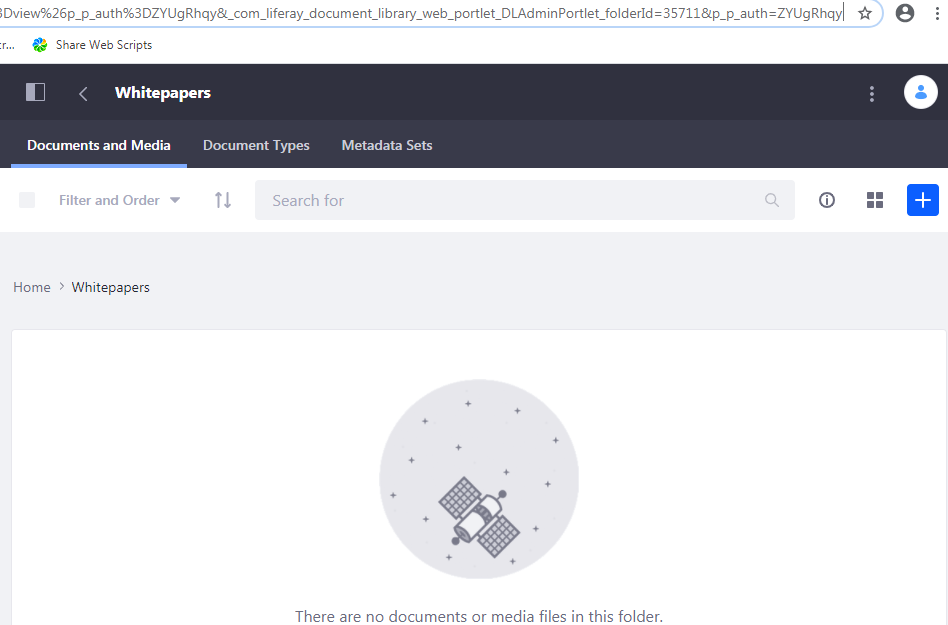 3Dview%26p_p_auth%3DZYUgRhqy&_com_liferay_document_library_web_portlet_DLAdminPortlet_folderId=35711&p_p_auth=ZYUgRhqy
cr... Share Web Scripts
Whitepapers
Documents and Media Document Types Metadata Sets
Filter and Order Search for
Home > Whitepapers
There are no documents or media files in this folder.